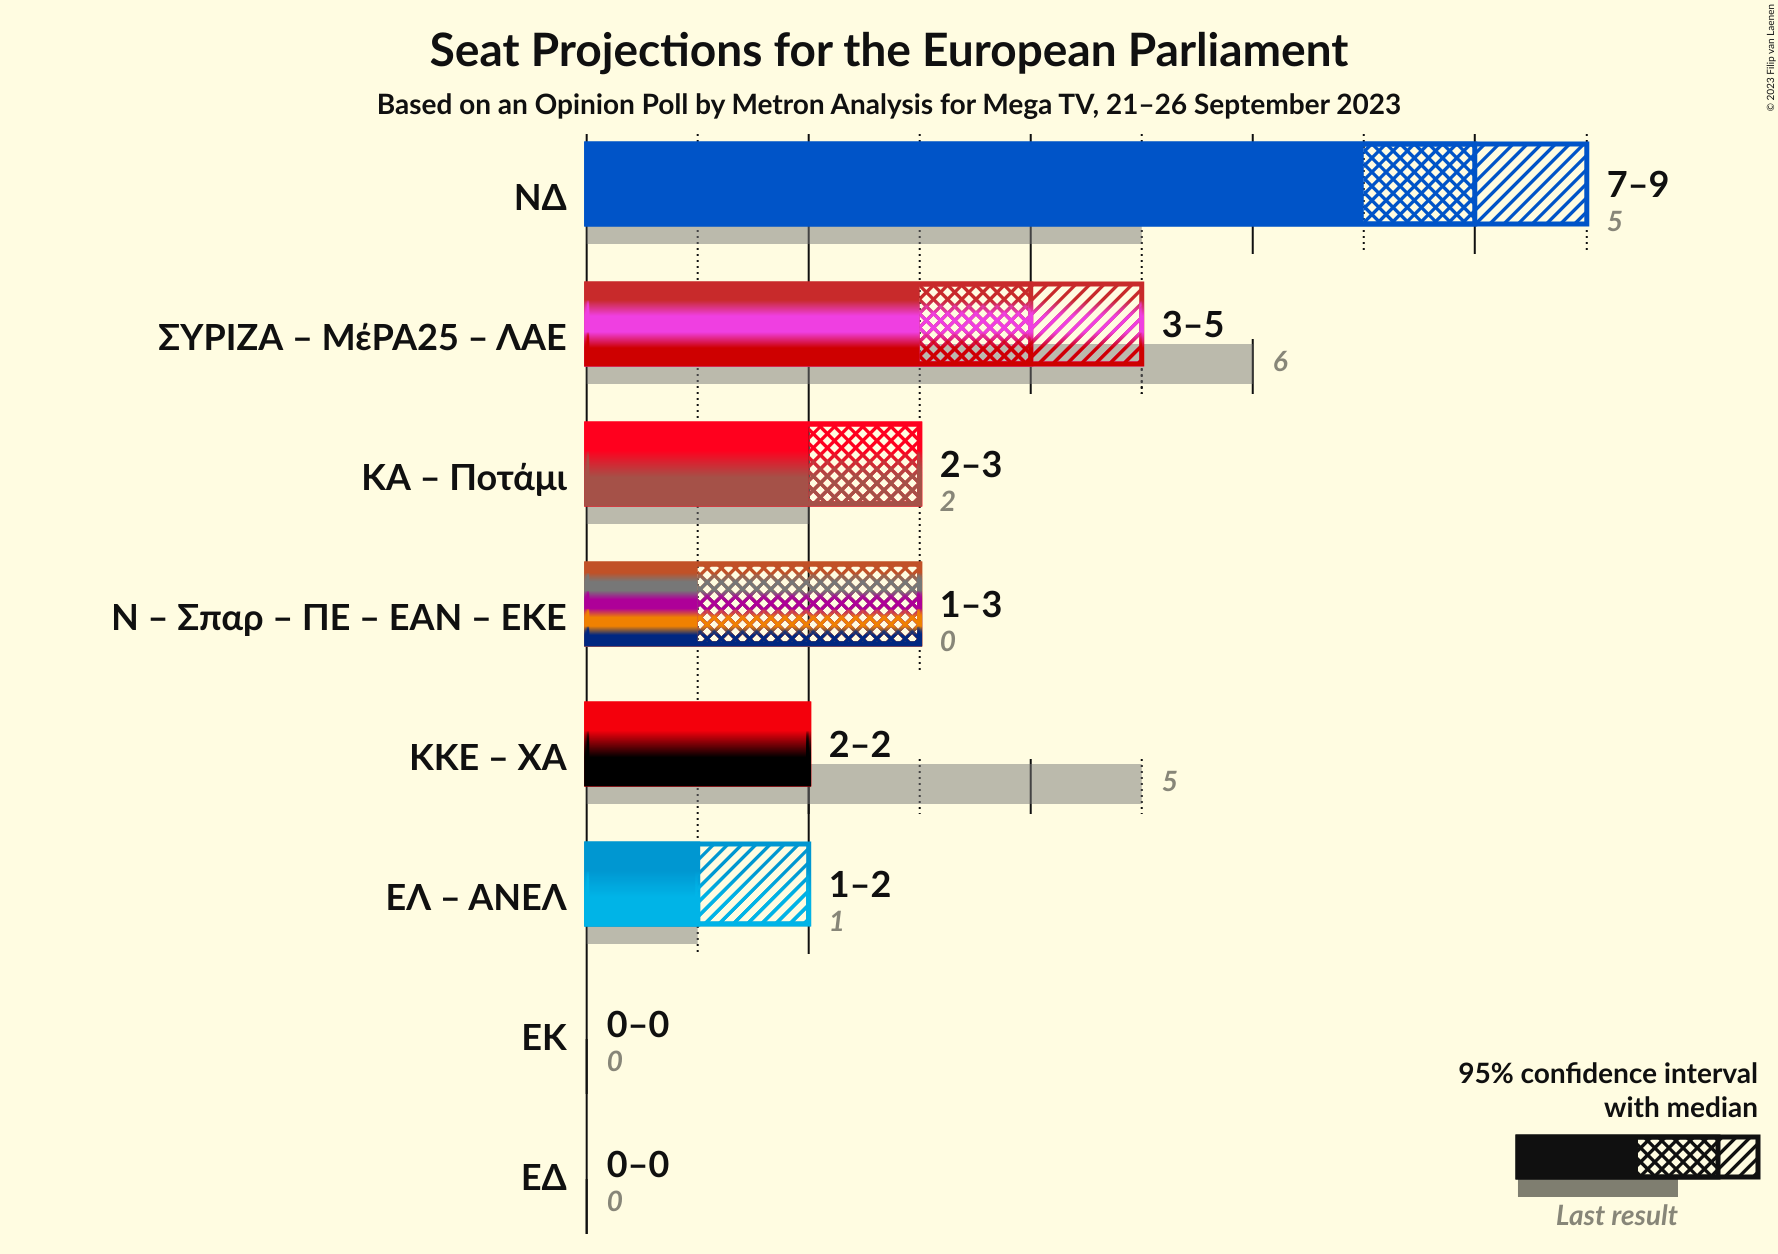 Seat Projections for the European Parliament
Based on an Opinion Poll by Metron Analysis for Mega TV, 21–26 September 2023
© 2023 Filip van Laenen
ΝΔ
7–9
5
ΣΥΡΙΖΑ – ΜέΡΑ25 – ΛΑΕ
3–5
6
ΚΑ – Ποτάμι
2–3
2
Ν – Σπαρ – ΠΕ – ΕΑΝ – ΕΚΕ
1–3
0
ΚΚΕ – ΧΑ
2–2
5
ΕΛ – ΑΝΕΛ
1–2
1
ΕΚ
0–0
0
ΕΔ
0–0
0
95% confidence interval
with median
Last result